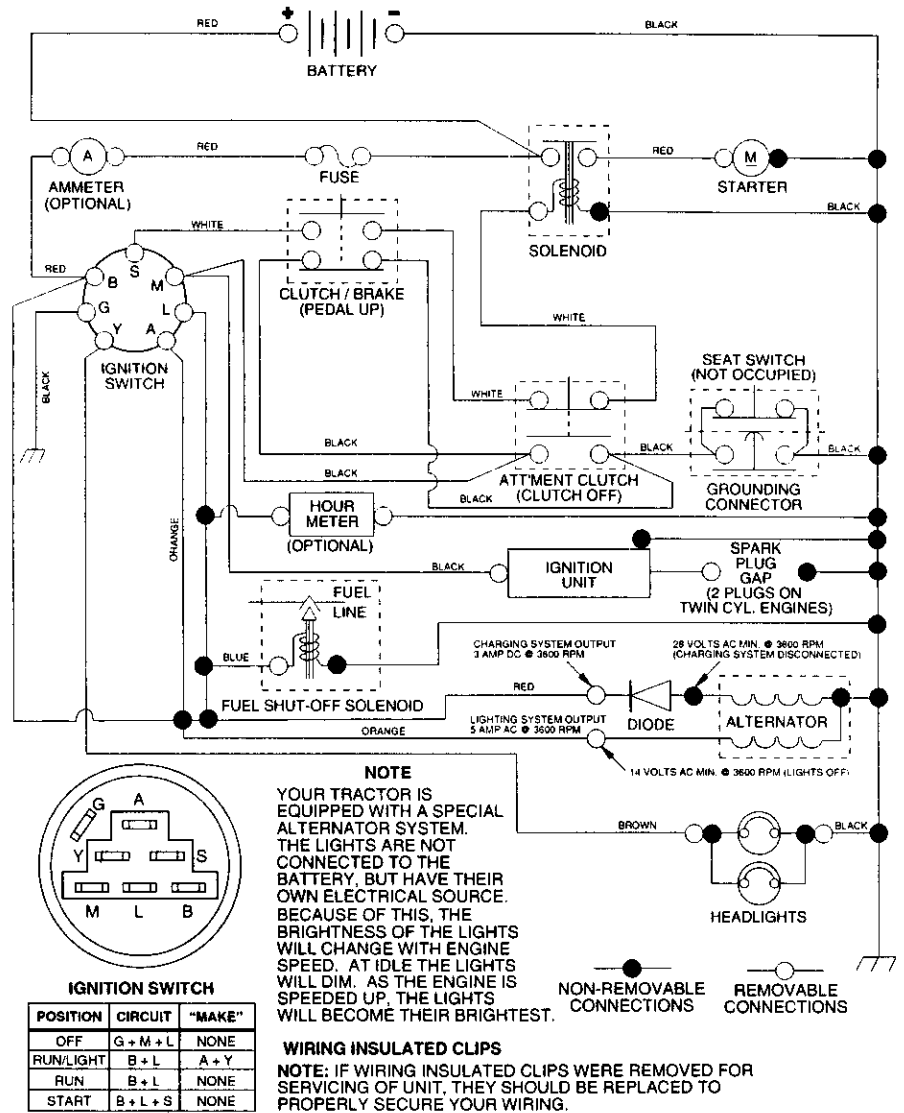 RED
+
-
BLACK
BATTERY
A
RED
RED
M
AMMETER
(OPTIONAL)
FUSE
STARTER
WHITE
BLACK
SOLENOID
RED
S
B
M
G
L
Y
A
CLUTCH / BRAKE
(PEDAL UP)
IGNITION
SWITCH
WHITE
BLACK
SEAT SWITCH
(NOT OCCUPIED)
WHITE
BLACK
BLACK
BLACK
BLACK
ATT'MENT CLUTCH
(CLUTCH OFF)
BLACK
GROUNDING
CONNECTOR
HOUR
METER
(OPTIONAL)
ORANGE
BLACK
IGNITION
UNIT
SPARK
PLUG
GAP
(2 PLUGS ON
TWIN CYL. ENGINES)
FUEL
LINE
BLUE
FUEL SHUT-OFF SOLENOID
CHARGING SYSTEM OUTPUT
3 AMP DC @ 3600 RPM
28 VOLTS AC MIN. @ 3600 RPM
(CHARGING SYSTEM DISCONNECTED)
RED
DIODE
ALTERNATOR
ORANGE
LIGHTING SYSTEM OUTPUT
5 AMP AC @ 3600 RPM
14 VOLTS AC MIN. @ 3600 RPM (LIGHTS OFF)
BROWN
BLACK
HEADLIGHTS
G
A
Y
S
M
L
B
NOTE
YOUR TRACTOR IS
EQUIPPED WITH A SPECIAL
ALTERNATOR SYSTEM.
THE LIGHTS ARE NOT
CONNECTED TO THE
BATTERY, BUT HAVE THEIR
OWN ELECTRICAL SOURCE.
BECAUSE OF THIS, THE
BRIGHTNESS OF THE LIGHTS
WILL CHANGE WITH ENGINE
SPEED. AT IDLE THE LIGHTS
WILL DIM. AS THE ENGINE IS
SPEEDED UP, THE LIGHTS
WILL BECOME THEIR BRIGHTEST.
NON-REMOVABLE
CONNECTIONS
REMOVABLE
CONNECTIONS
IGNITION SWITCH
POSITION CIRCUIT "MAKE"
OFF G + M + L NONE
RUN/LIGHT B + L A + Y
RUN B + L NONE
START B + L + S NONE
WIRING INSULATED CLIPS
NOTE: IF WIRING INSULATED CLIPS WERE REMOVED FOR
SERVICING OF UNIT, THEY SHOULD BE REPLACED TO
PROPERLY SECURE YOUR WIRING.